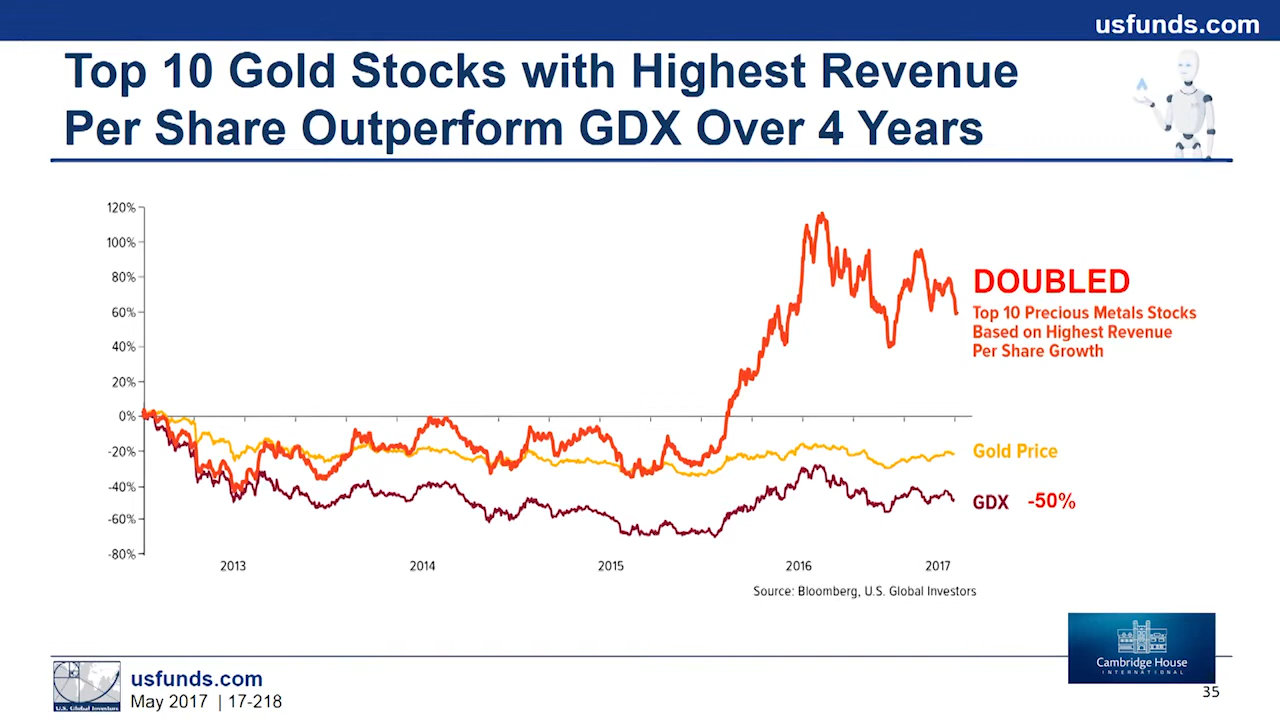 usfunds.com
Top 10 Gold Stocks with Highest Revenue
Per Share Outperform GDX Over 4 Years
120%
100%
80%
60%
40%
20%
0%
-20%
-40%
-60%
-80%
DOUBLED
Top 10 Precious Metals Stocks
Based on Highest Revenue
Per Share Growth
Gold Price
GDX -50%
2013 2014 2015 2016 2017
Source: Bloomberg, U.S. Global Investors
Cambridge House
INTERNATIONAL
usfunds.com
May 2017 | 17-218
U.S. Global Investors
35